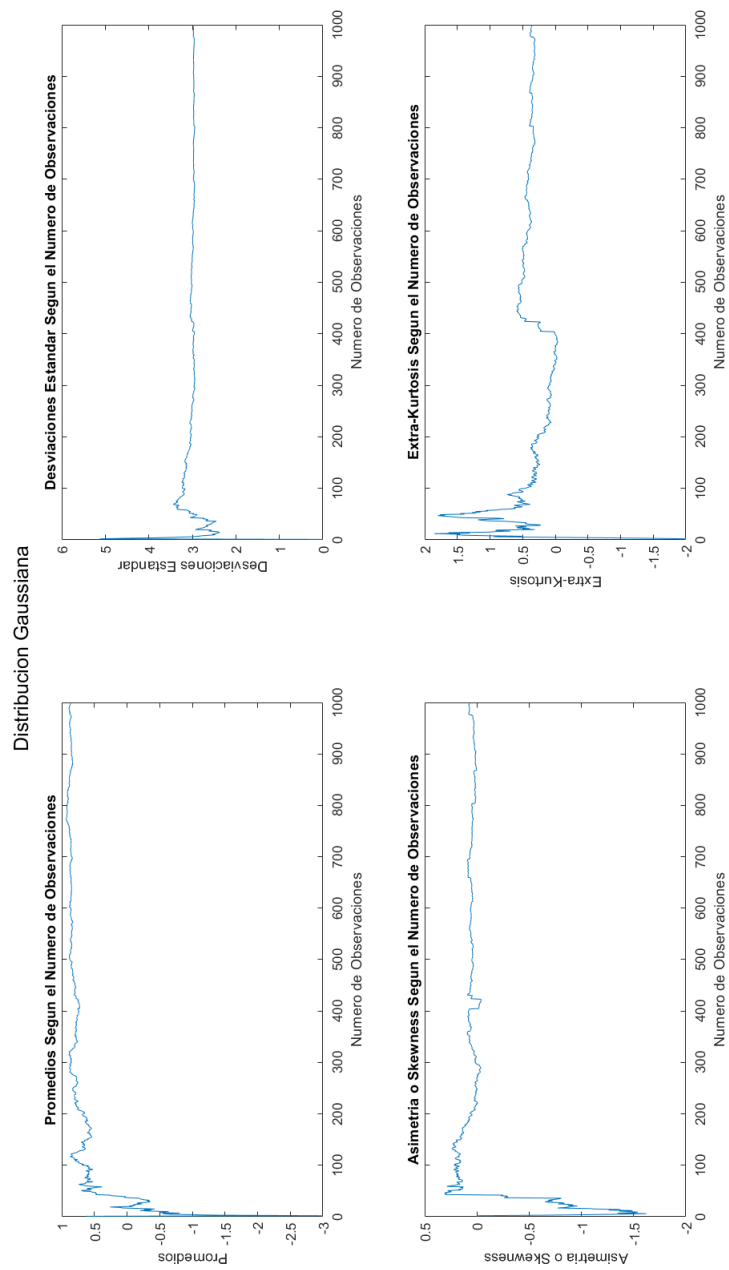 Distribucion Gaussiana
Promedios Segun el Numero de Observaciones
Promedios
1
0.5
0
-0.5
-1
-1.5
-2
-2.5
-3
0 100 200 300 400 500 600 700 800 900 1000
Numero de Observaciones
Desviaciones Estandar Segun el Numero de Observaciones
Desviaciones Estandar
6
5
4
3
2
1
0
0 100 200 300 400 500 600 700 800 900 1000
Numero de Observaciones
Asimetria o Skewness Segun el Numero de Observaciones
Asimetria o Skewness
0.5
0
-0.5
-1
-1.5
-2
0 100 200 300 400 500 600 700 800 900 1000
Numero de Observaciones
Extra-Kurtosis Segun el Numero de Observaciones
Extra-Kurtosis
2
1.5
1
0.5
0
-0.5
-1
-1.5
-2
0 100 200 300 400 500 600 700 800 900 1000
Numero de Observaciones